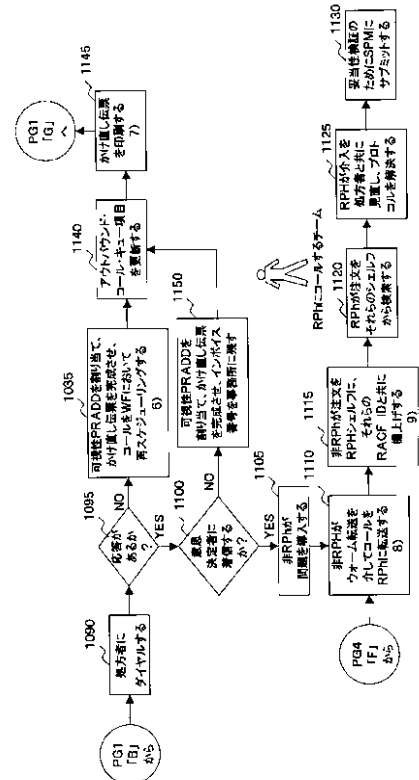 PG1
「B」
から
1090
処方者に
ダイヤルする
1095
応答が
あるか
?
NO
YES
1035
可視性PRADDを割り当て、
かけ直し伝票を完成させ、
コールをWFにおいて
再スケジューリングする
6)
1140
アウトバウンド・
コール・キュー項目
を更新する
1145
かけ直し伝票
を印刷する
7)
PG1
「G」
へ
1100
意思
決定者に
着信する
か?
NO
YES
1150
可視性PRADDを
割り当て、かけ直し伝票
を完成させ、インボイス
番号を事務所に残す
1105
非RPhが
問題を導入する
PG4
「F」
から
1110
非RPHが
ウォーム転送を
介してコールを
RPhに転送する
8)
1115
非RPhが注文を
RPHシェルフに、
それらの
RACF IDと共に
棚上げする
9)
RPhにコールするチーム
1120
RPhが注文を
それらのシェルフ
から検索する
1125
RPHが介入を
処方者と共に
見直し、プロト
コルを解決する
1130
妥当性検証の
ためにSPMに
サブミットする